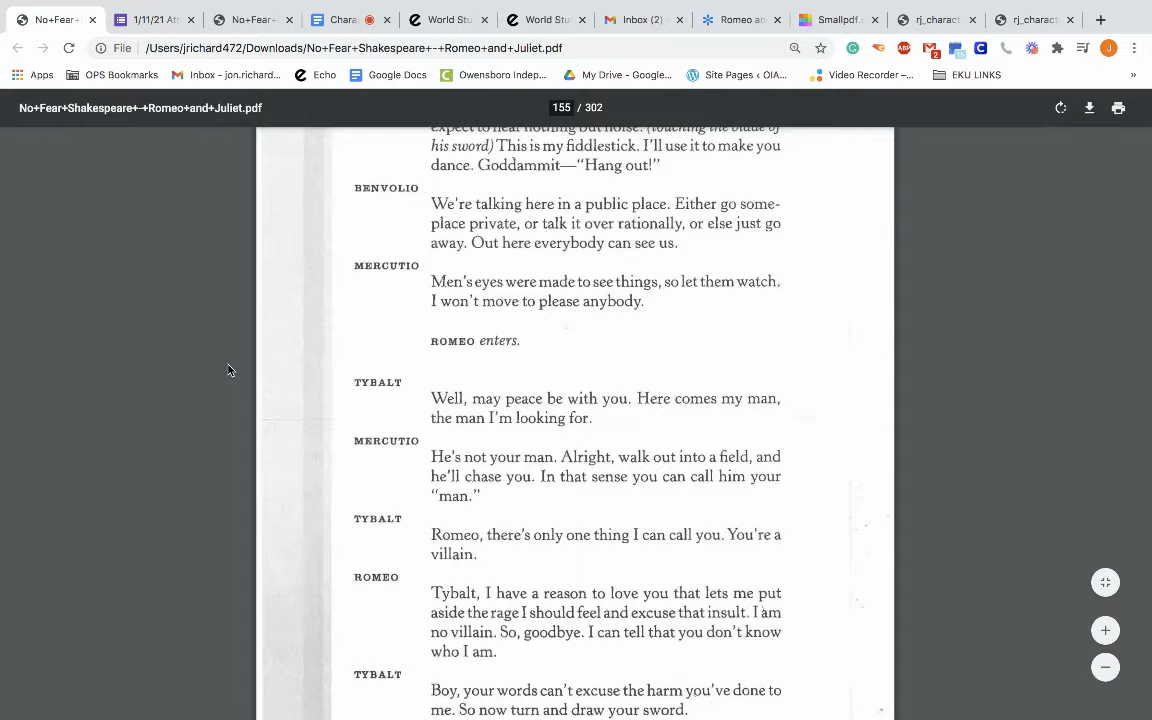 No+Fear+
1/11/21 At
No+Fear+
Chara
World Stu
World Stu
Inbox (2)
Romeo an
Smallpdf.c
rj_charact
rj_charact
File
/Users/jrichard472/Downloads/No+Fear+Shakespeare+-+Romeo+and+Juliet.pdf
Apps
OPS Bookmarks
Inbox - jon.richard...
Echo
Google Docs
Owensboro Indep...
My Drive - Google...
Site Pages ‹ OIA...
Video Recorder –...
EKU LINKS
»
No+Fear+Shakespeare+-+Romeo+and+Juliet.pdf
155 / 302
expect to hear nothing but noise. (touching the blade of
his sword) This is my fiddlestick. I'll use it to make you
dance. Goddammit—“Hang out!”
BENVOLIO
We're talking here in a public place. Either go some-
place private, or talk it over rationally, or else just go
away. Out here everybody can see us.
MERCUTIO
Men's eyes were made to see things, so let them watch.
I won't move to please anybody.
ROMEO enters.
TYBALT
Well, may peace be with you. Here comes my man,
the man I'm looking for.
MERCUTIO
He's not your man. Alright, walk out into a field, and
he'll chase you. In that sense you can call him your
“man.”
TYBALT
Romeo, there's only one thing I can call you. You're a
villain.
ROMEO
Tybalt, I have a reason to love you that lets me put
aside the rage I should feel and excuse that insult. I am
no villain. So, goodbye. I can tell that you don't know
who I am.
TYBALT
Boy, your words can't excuse the harm you've done to
me. So now turn and draw your sword.